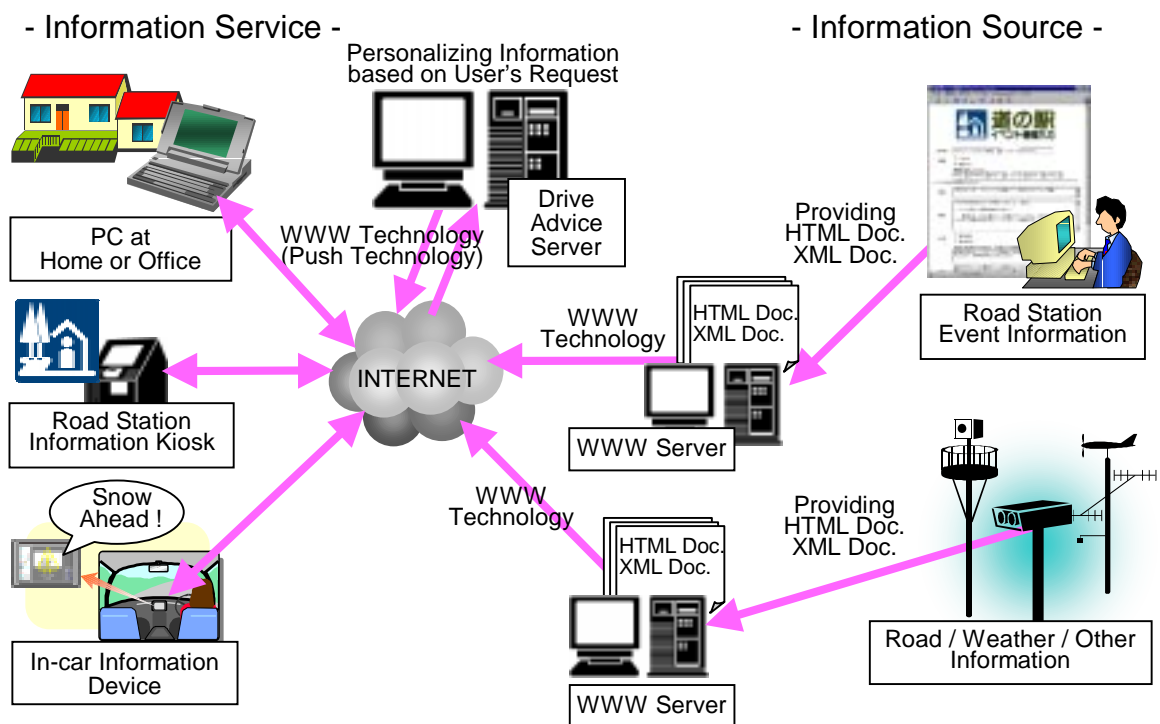 - Information Service -
- Information Source -
Personalizing Information
based on User's Request
道の駅
Drive
Advice
Server
PC at
Home or Office
WWW Technology
(Push Technology)
Providing
HTML Doc.
XML Doc.
Road Station
Event Information
HTML Doc.
XML Doc.
WWW
Technology
INTERNET
WWW Server
Road Station
Information Kiosk
Snow
Ahead !
WWW
Technology
Providing
HTML Doc.
XML Doc.
HTML Doc.
XML Doc.
In-car Information
Device
Road / Weather / Other
Information
WWW Server